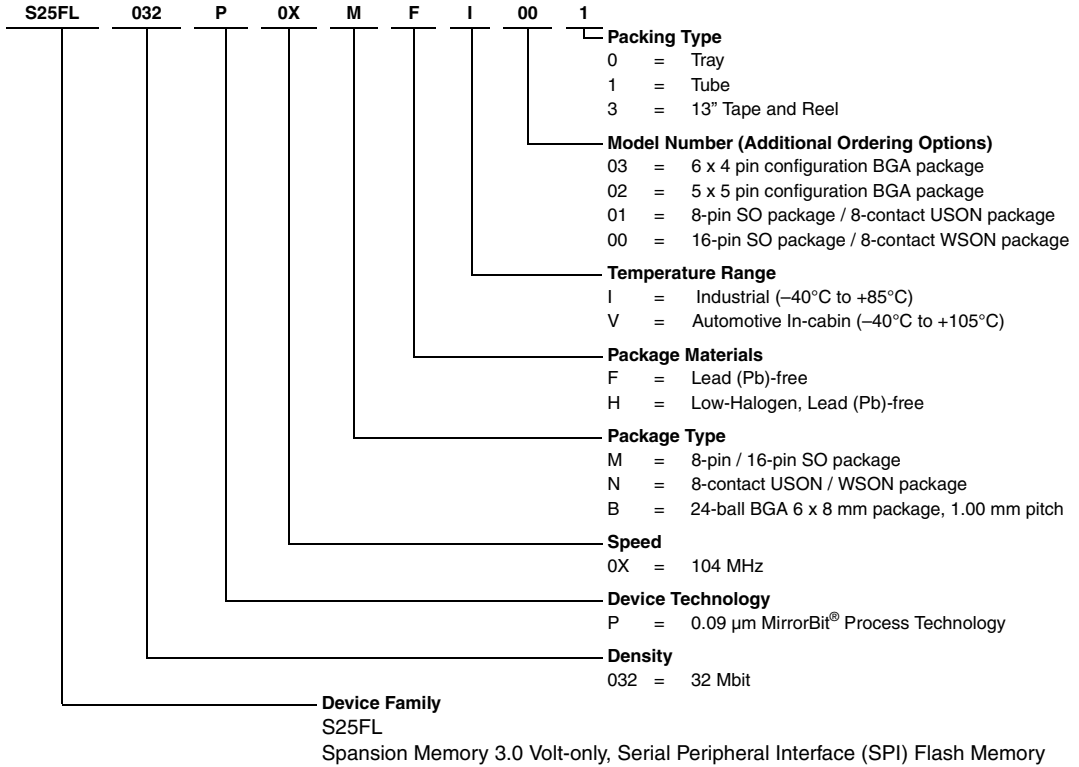 S25FL 032 P 0X M F I 00 1
Packing Type
0 = Tray
1 = Tube
3 = 13” Tape and Reel
Model Number (Additional Ordering Options)
03 = 6 x 4 pin configuration BGA package
02 = 5 x 5 pin configuration BGA package
01 = 8-pin SO package / 8-contact USON package
00 = 16-pin SO package / 8-contact WSON package
Temperature Range
I = Industrial (–40°C to +85°C)
V = Automotive In-cabin (–40°C to +105°C)
Package Materials
F = Lead (Pb)-free
H = Low-Halogen, Lead (Pb)-free
Package Type
M = 8-pin / 16-pin SO package
N = 8-contact USON / WSON package
B = 24-ball BGA 6 x 8 mm package, 1.00 mm pitch
Speed
0X = 104 MHz
Device Technology
P = 0.09 µm MirrorBit® Process Technology
Density
032 = 32 Mbit
Device Family
S25FL
Spansion Memory 3.0 Volt-only, Serial Peripheral Interface (SPI) Flash Memory